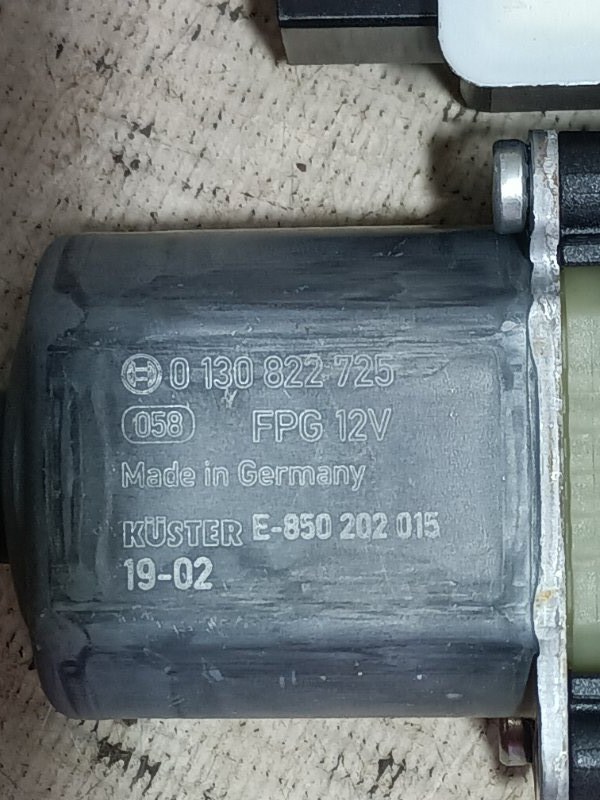 0 130 822 725
058 FPG 12V
Made in Germany
KÜSTER E-850 202 015
19-02